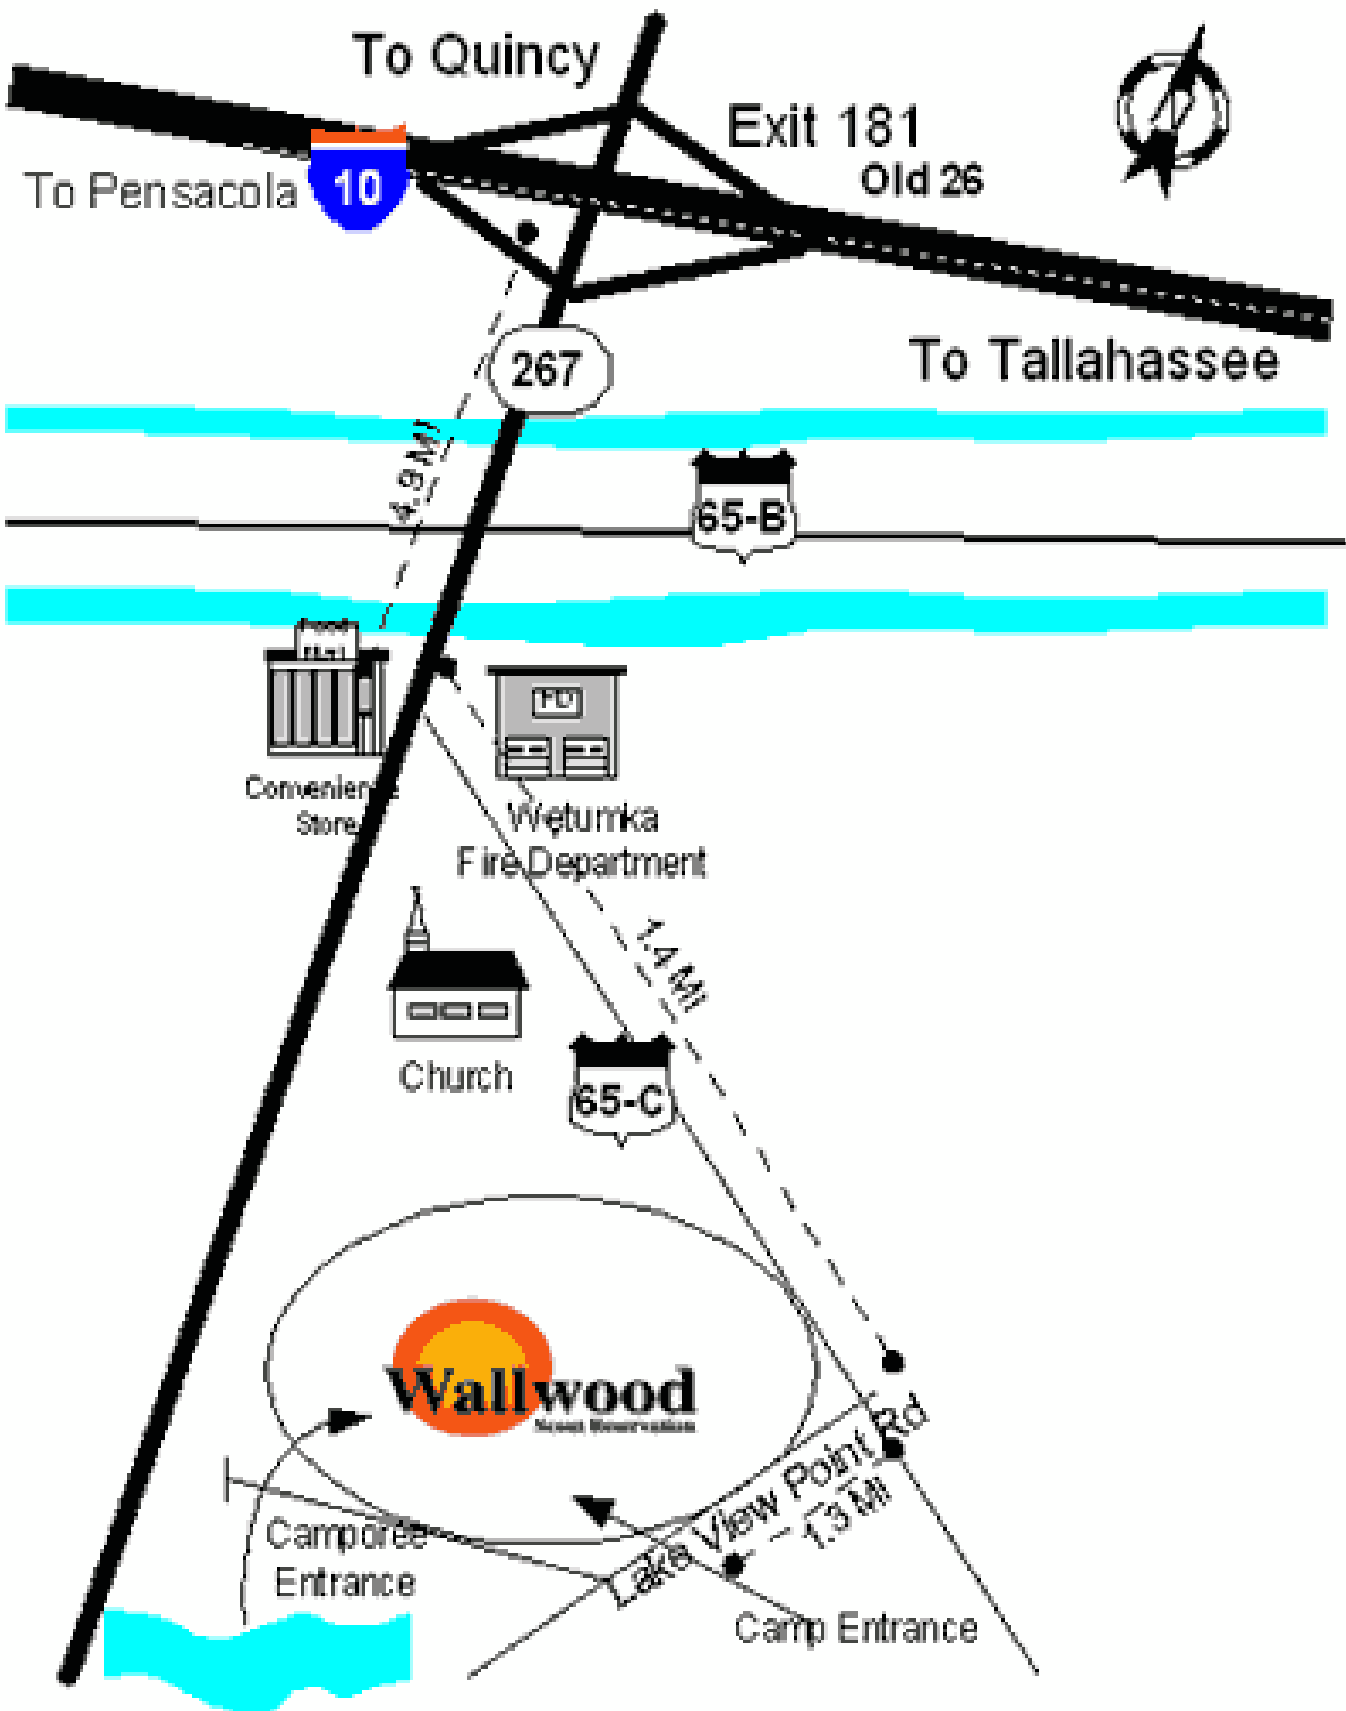 To Quincy
Exit 181
Old 26
To Pensacola
10
To Tallahassee
267
4.9 MI
65-B
FD
Convenience
Store
Wetumka
Fire Department
1.4 MI
Church
65-C
Wallwood
Scout Reservation
Lake View Point Rd
1.3 MI
Camporee
Entrance
Camp Entrance